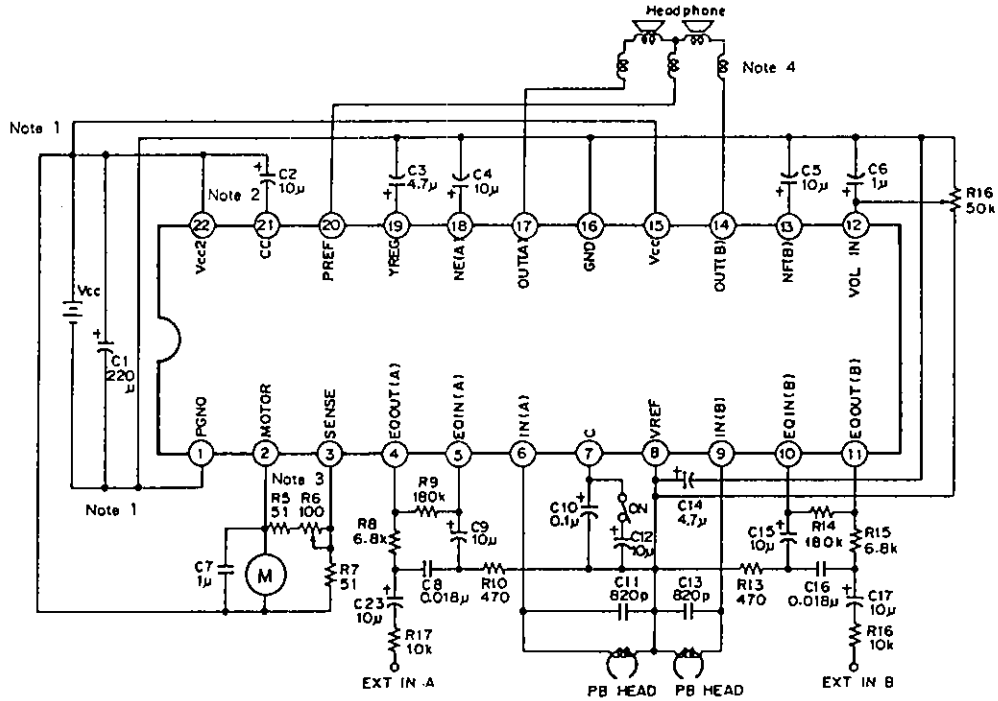 Headphone
Note 4
Note 1
Note 2
C2
10μ
C3
4.7μ
C4
10μ
C5
10μ
C6
1μ
R16
50k
22
21
20
19
18
17
16
15
14
13
12
Vcc2
CC
PREF
YREG
NE(A)
OUT(A)
GND
Vcc
OUT(B)
NF(B)
VOL IN
Vcc
C1
220
μ
PGNO
MOTOR
SENSE
EQOUT(A)
EQIN(A)
IN(A)
C
VREF
IN(B)
EQIN(B)
EQOUT(B)
1
2
3
4
5
6
7
8
9
10
11
Note 1
Note 3
R5
51
R6
100
R9
180k
R8
6.8k
C9
10μ
C10
0.1μ
ON
C12
10μ
C14
4.7μ
C15
10μ
R14
180k
R15
6.8k
C7
1μ
M
R7
51
C8
0.018μ
R10
470
C11
820p
C13
820p
R13
470
C16
0.018μ
C17
10μ
C23
10μ
R17
10k
R16
10k
EXT IN A
PB HEAD
PB HEAD
EXT IN B